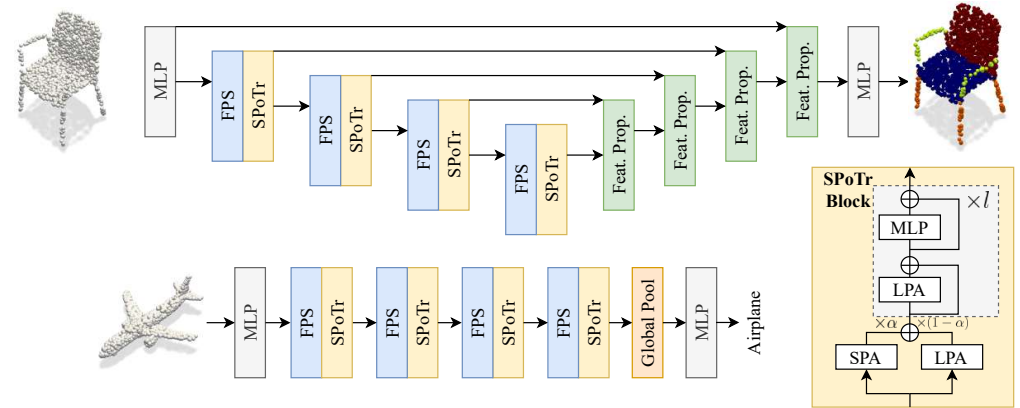 MLP
FPS
SPoTr
FPS
SPoTr
FPS
SPoTr
FPS
SPoTr
Feat. Prop.
Feat. Prop.
Feat. Prop.
Feat. Prop.
MLP
MLP
FPS
SPoTr
FPS
SPoTr
FPS
SPoTr
FPS
SPoTr
Global Pool
MLP
Airplane
SPoTr
Block
×l
MLP
LPA
×α
×(1 − α)
SPA
LPA